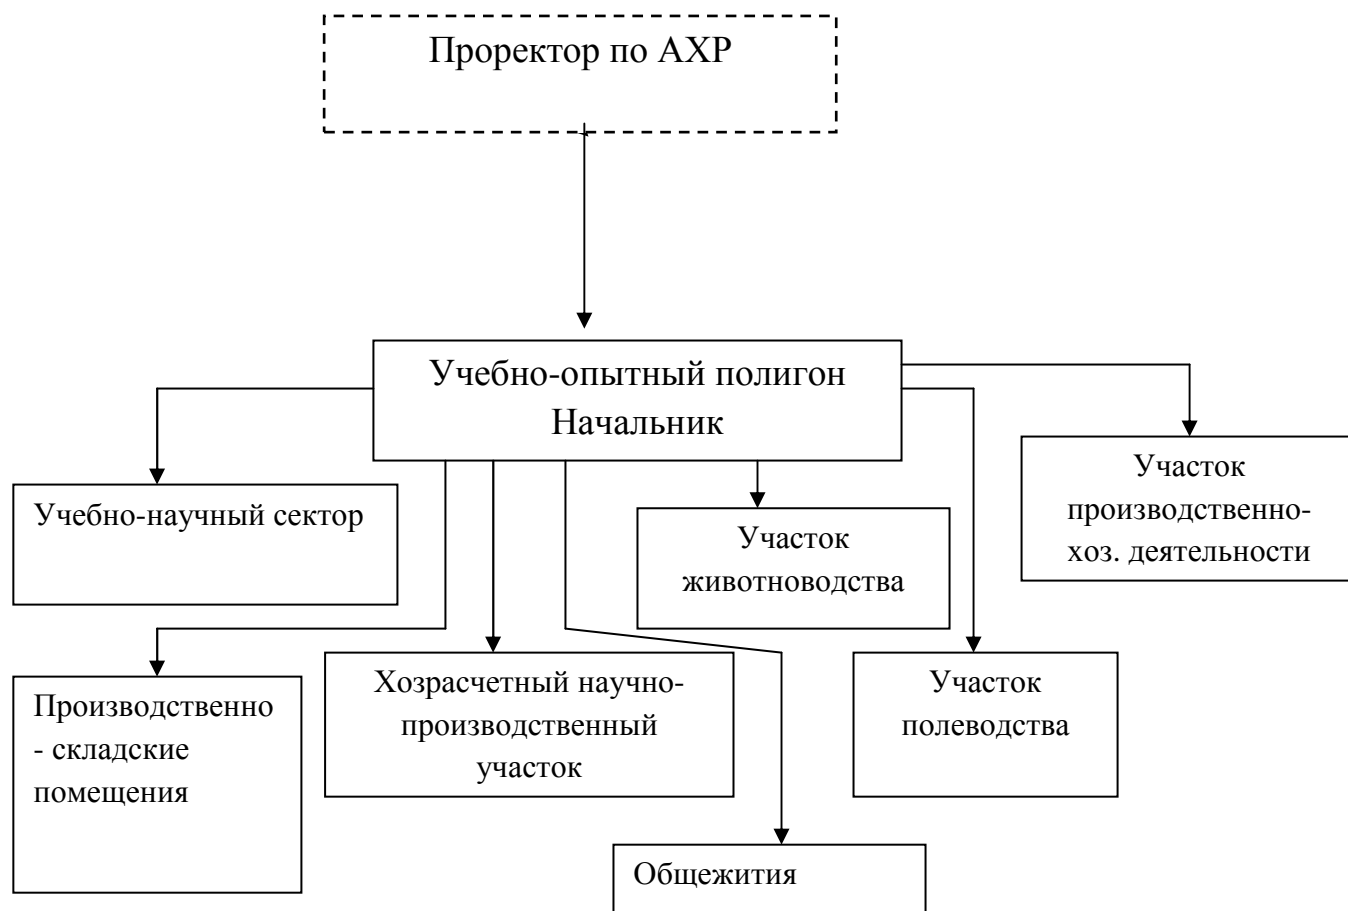 Проректор по АХР
Учебно-опытный полигон
Начальник
Участок
производственно-
хоз. деятельности
Учебно-научный сектор
Участок
животноводства
Хозрасчетный научно-
производственный
участок
Участок
полеводства
Производственно
- складские
помещения
Общежития